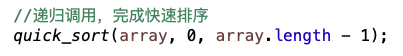 //递归调用，完成快速排序
quick_sort(array, 0, array.length - 1);